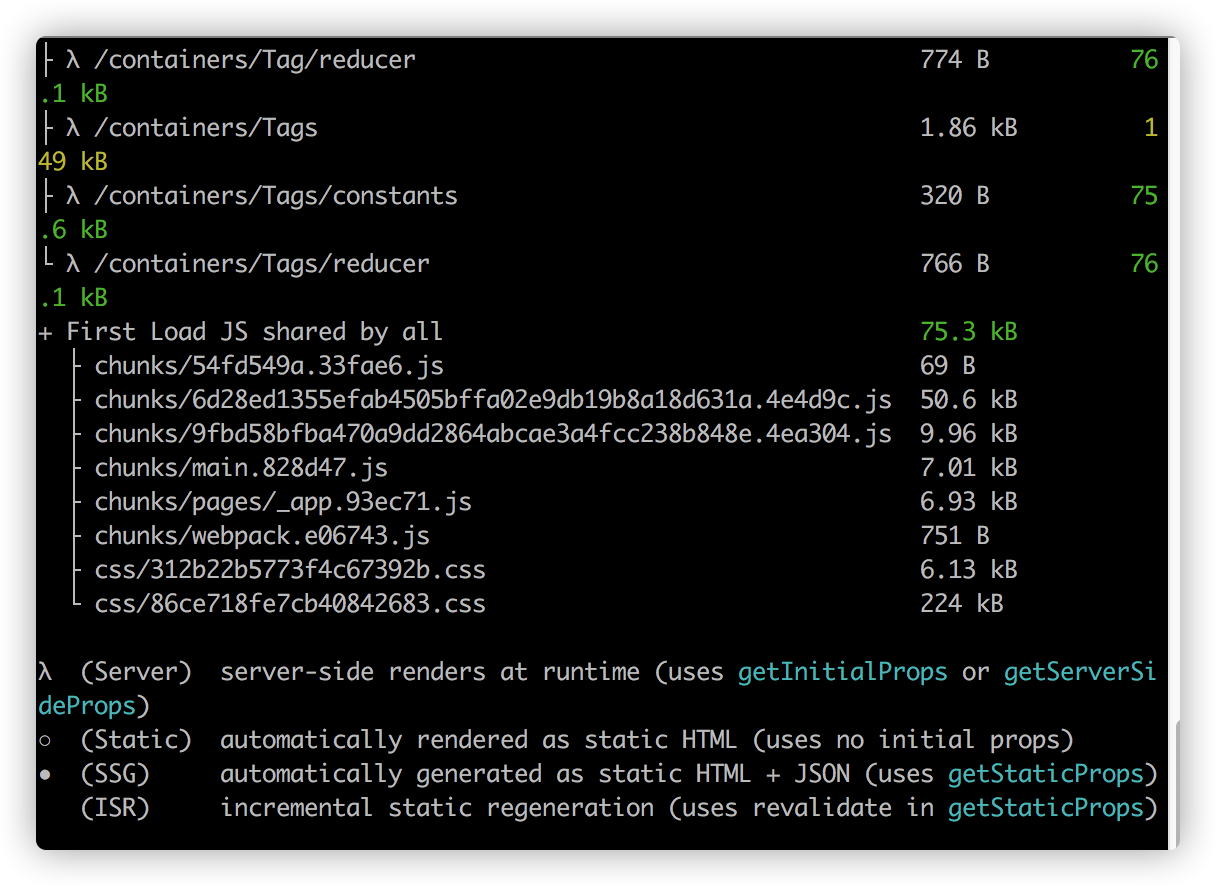 ├ λ /containers/Tag/reducer 774 B 76
.1 kB
├ λ /containers/Tags 1.86 kB 1
49 kB
├ λ /containers/Tags/constants 320 B 75
.6 kB
└ λ /containers/Tags/reducer 766 B 76
.1 kB
+ First Load JS shared by all 75.3 kB
├ chunks/54fd549a.33fae6.js 69 B
├ chunks/6d28ed1355efab4505bffa02e9db19b8a18d631a.4e4d9c.js 50.6 kB
├ chunks/9fbd58bfba470a9dd2864abcae3a4fcc238b848e.4ea304.js 9.96 kB
├ chunks/main.828d47.js 7.01 kB
├ chunks/pages/_app.93ec71.js 6.93 kB
├ chunks/webpack.e06743.js 751 B
├ css/312b22b5773f4c67392b.css 6.13 kB
└ css/86ce718fe7cb40842683.css 224 kB
λ (Server) server-side renders at runtime (uses getInitialProps or getServerSi
deProps)
○ (Static) automatically rendered as static HTML (uses no initial props)
● (SSG) automatically generated as static HTML + JSON (uses getStaticProps)
(ISR) incremental static regeneration (uses revalidate in getStaticProps)